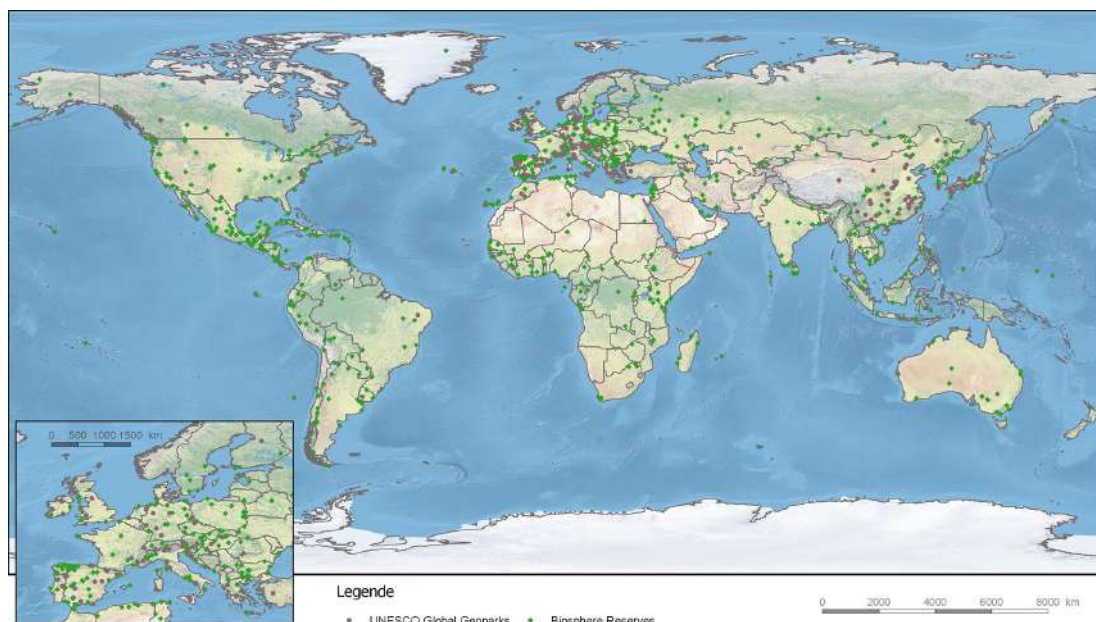 0 500 1000 1500 km
Legende
UNESCO Global Geoparks
Biosphere Reserves
0 2000 4000 6000 8000 km